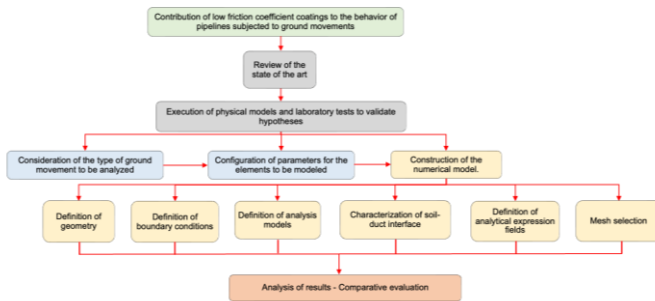 Contribution of low friction coefficient coatings to the behavior of
pipelines subjected to ground movements
Review of the
state of the art
Execution of physical models and laboratory tests to validate
hypotheses
Consideration of the type of ground
movement to be analyzed
Configuration of parameters for the
elements to be modeled
Construction of the
numerical model.
Definition of
geometry
Definition of
boundary conditions
Definition of analysis
models
Characterization of soil-
duct interface
Definition of
analytical expression
fields
Mesh selection
Analysis of results - Comparative evaluation